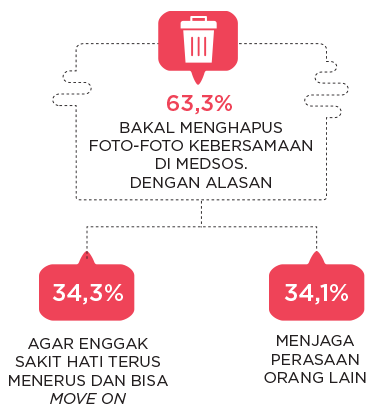 63,3%
BAKAL MENGHAPUS
FOTO-FOTO KEBERSAMAAN
DI MEDSOS.
DENGAN ALASAN
34,3%
AGAR ENGGAK
SAKIT HATI TERUS
MENERUS DAN BISA
MOVE ON
34,1%
MENJAGA
PERASAAN
ORANG LAIN